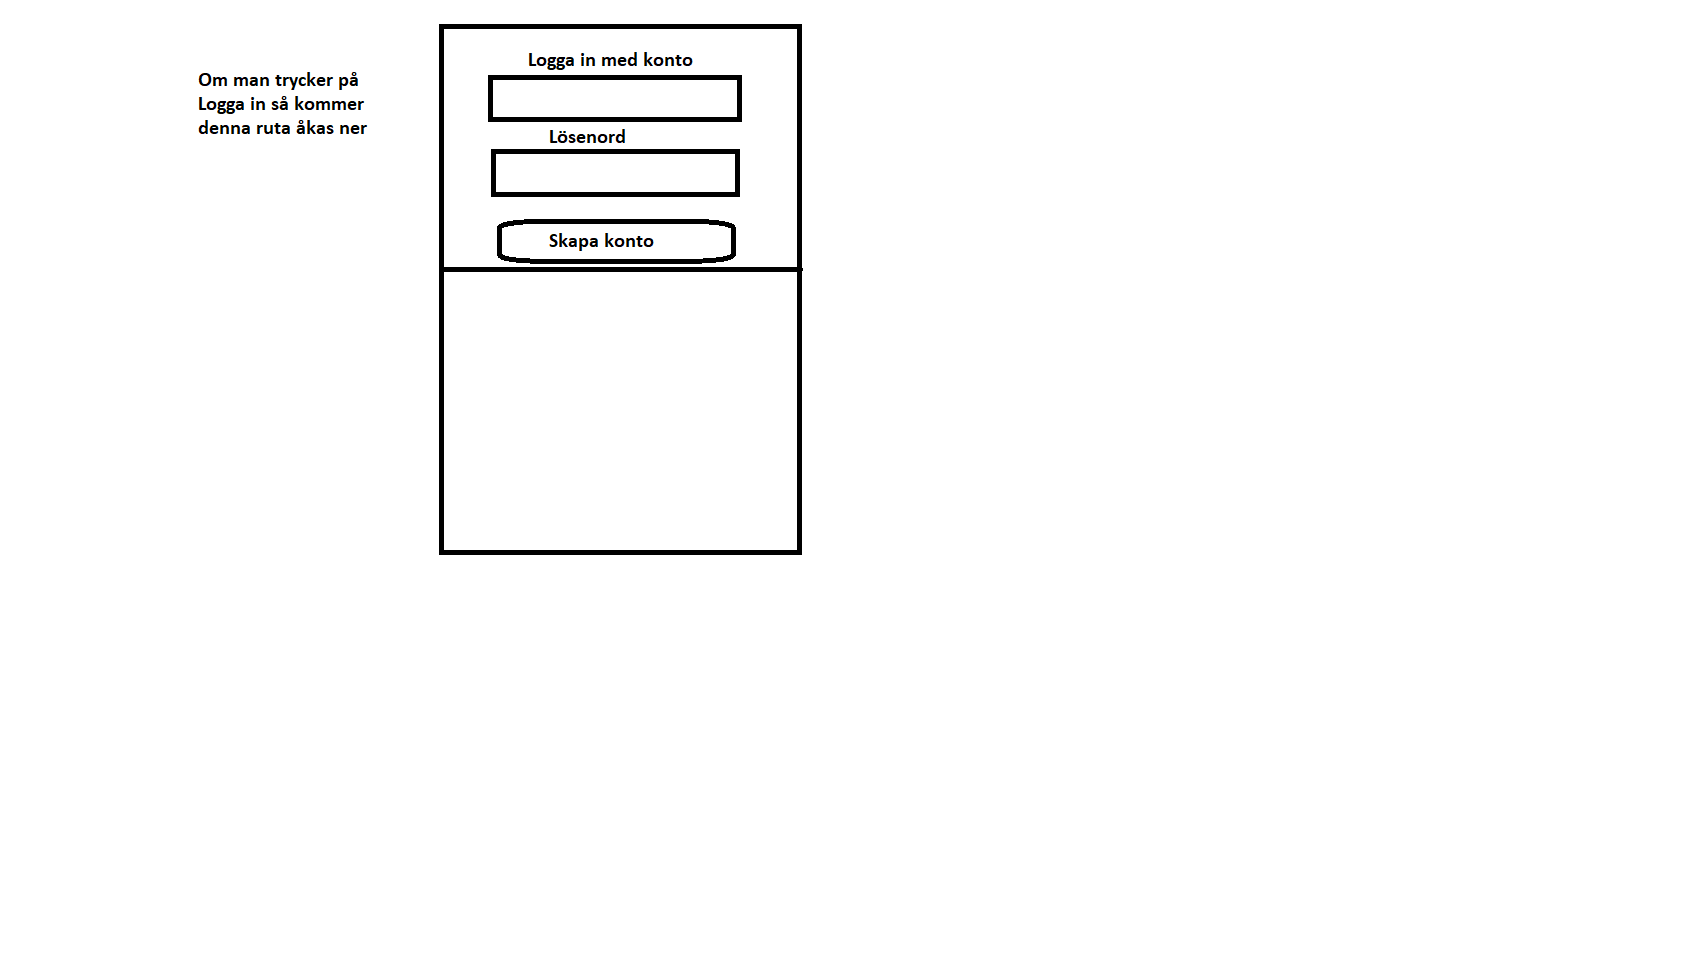 Om man trycker på
Logga in så kommer
denna ruta åkas ner
Logga in med konto
Lösenord
Skapa konto